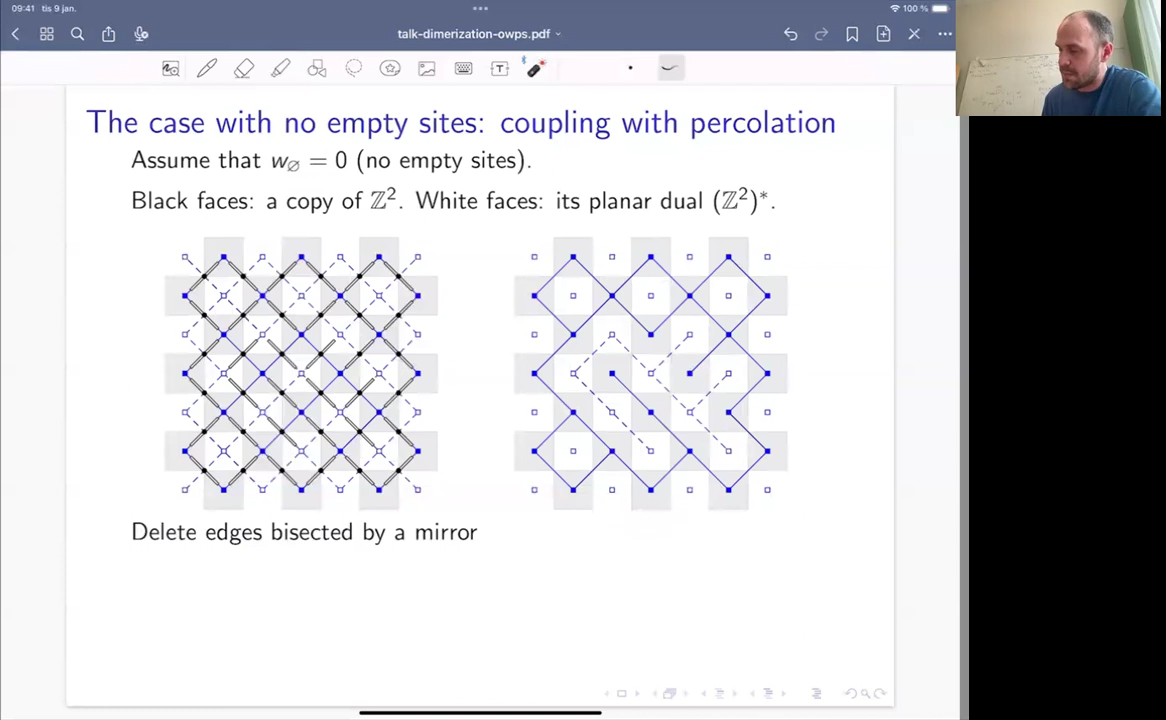 09:41 tis 9 jan.
100 %
talk-dimerization-owps.pdf
T
The case with no empty sites: coupling with percolation
Assume that w∅ = 0 (no empty sites).
Black faces: a copy of ℤ². White faces: its planar dual (ℤ²)*.
Delete edges bisected by a mirror